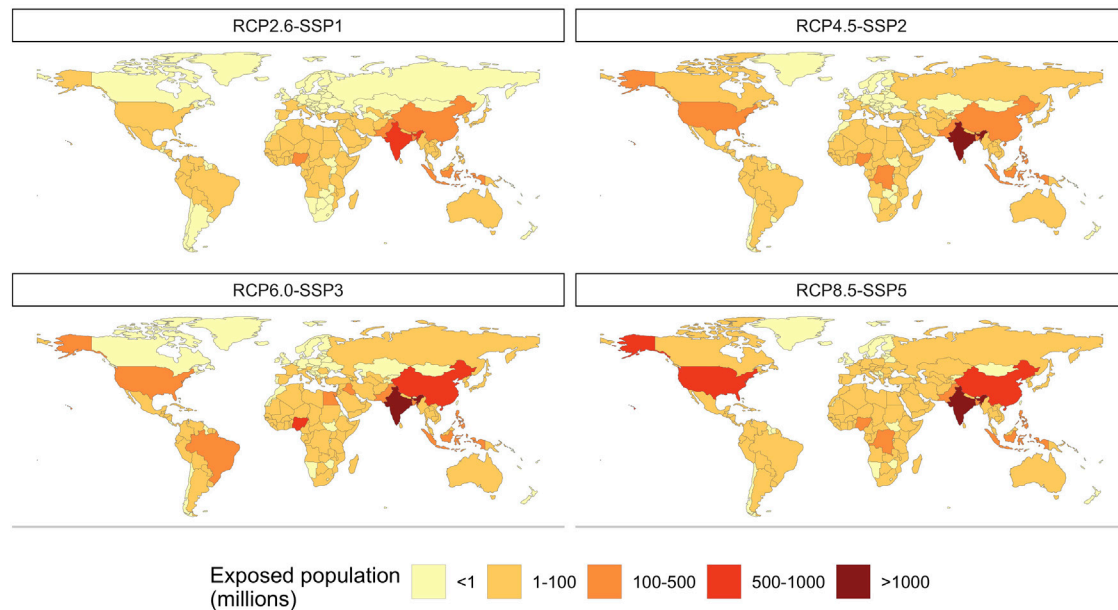 RCP2.6-SSP1
RCP4.5-SSP2
RCP6.0-SSP3
RCP8.5-SSP5
Exposed population
(millions)
<1
1-100
100-500
500-1000
>1000